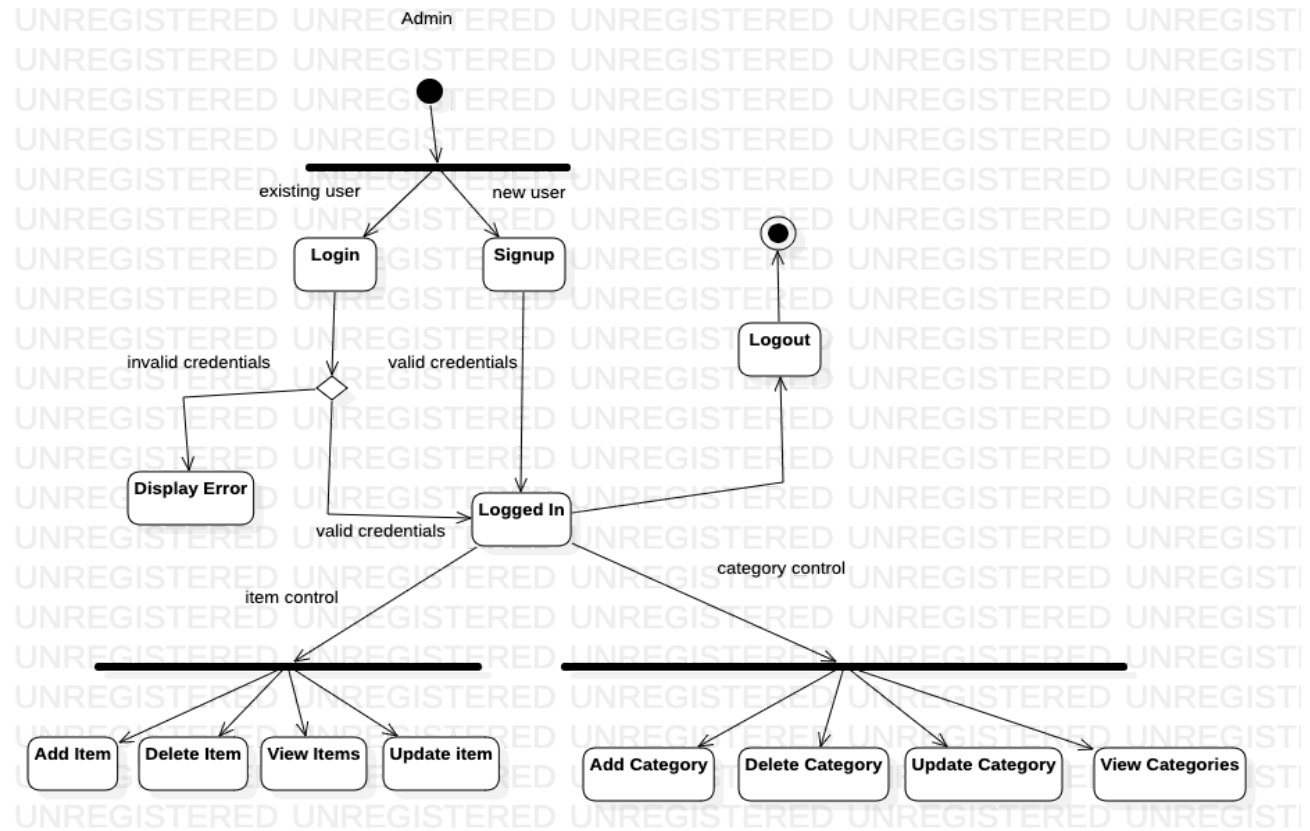 Admin
existing user
new user
Login
Signup
Logout
invalid credentials
valid credentials
Display Error
Logged In
valid credentials
category control
item control
Add Item
Delete Item
View Items
Update item
Add Category
Delete Category
Update Category
View Categories
UNREGISTERED